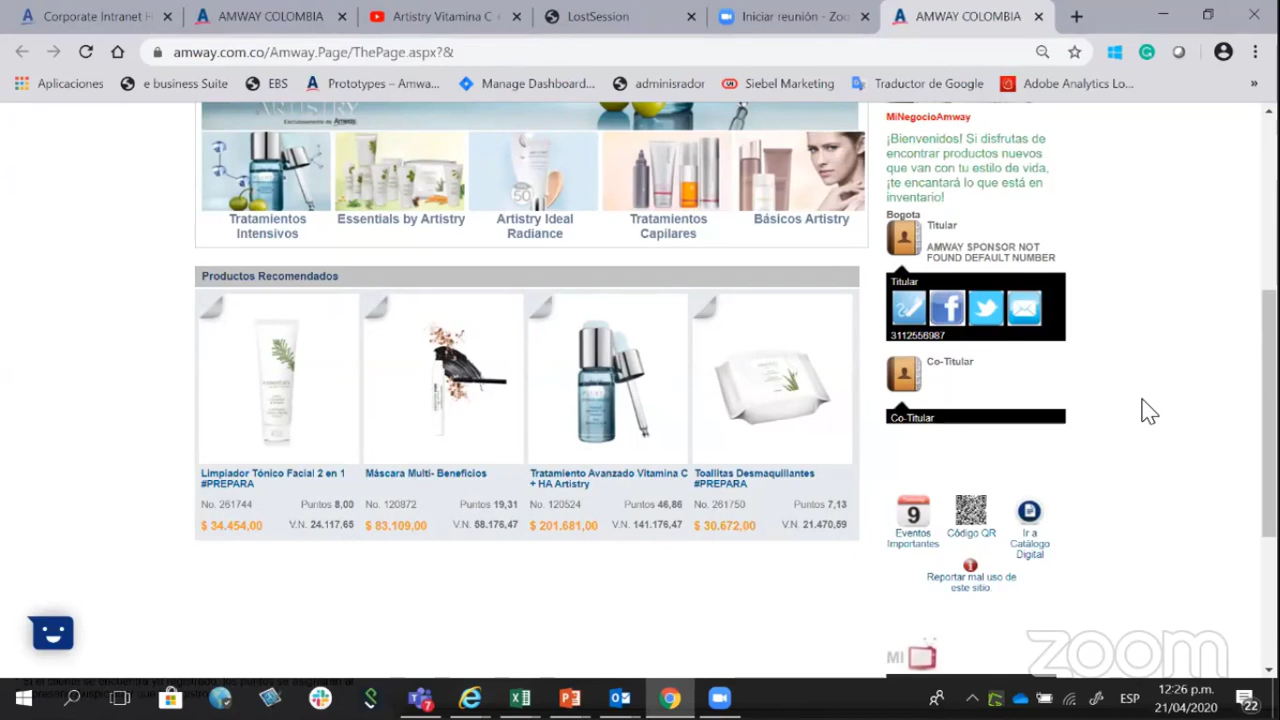 Corporate Intranet H
AMWAY COLOMBIA
Artistry Vitamina C +
LostSession
Iniciar reunión - Zoo
AMWAY COLOMBIA
amway.com.co/Amway.Page/ThePage.aspx?&
Aplicaciones
e business Suite
EBS
Prototypes – Amwa...
Manage Dashboard...
adminisrador
Siebel Marketing
Traductor de Google
Adobe Analytics Lo...
ARTISTRY
Exclusivamente de Amway
50
Tratamientos
Intensivos
Essentials by Artistry
Artistry Ideal
Radiance
Tratamientos
Capilares
Básicos Artistry
Productos Recomendados
Limpiador Tónico Facial 2 en 1
#PREPARA
No. 261744
Puntos 8,00
$ 34.454,00
V.N. 24.117,65
Máscara Multi- Beneficios
No. 120872
Puntos 19,31
$ 83.109,00
V.N. 58.176,47
Tratamiento Avanzado Vitamina C
+ HA Artistry
No. 120524
Puntos 46,86
$ 201.681,00
V.N. 141.176,47
Toallitas Desmaquillantes
#PREPARA
No. 261750
Puntos 7,13
$ 30.672,00
V.N. 21.470,59
MiNegocioAmway
¡Bienvenidos! Si disfrutas de
encontrar productos nuevos
que van con tu estilo de vida,
¡te encantará lo que está en
inventario!
Bogota
Titular
AMWAY SPONSOR NOT
FOUND DEFAULT NUMBER
Titular
3112556987
Co-Titular
Co-Titular
9
Eventos
Importantes
Código QR
Ir a
Catálogo
Digital
Reportar mal uso de
este sitio.
MI
zoom
ESP
12:26 p.m.
21/04/2020
22